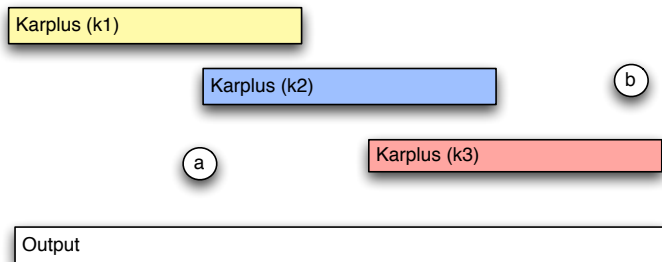 Karplus (k1)
Karplus (k2)
b
Karplus (k3)
a
Output